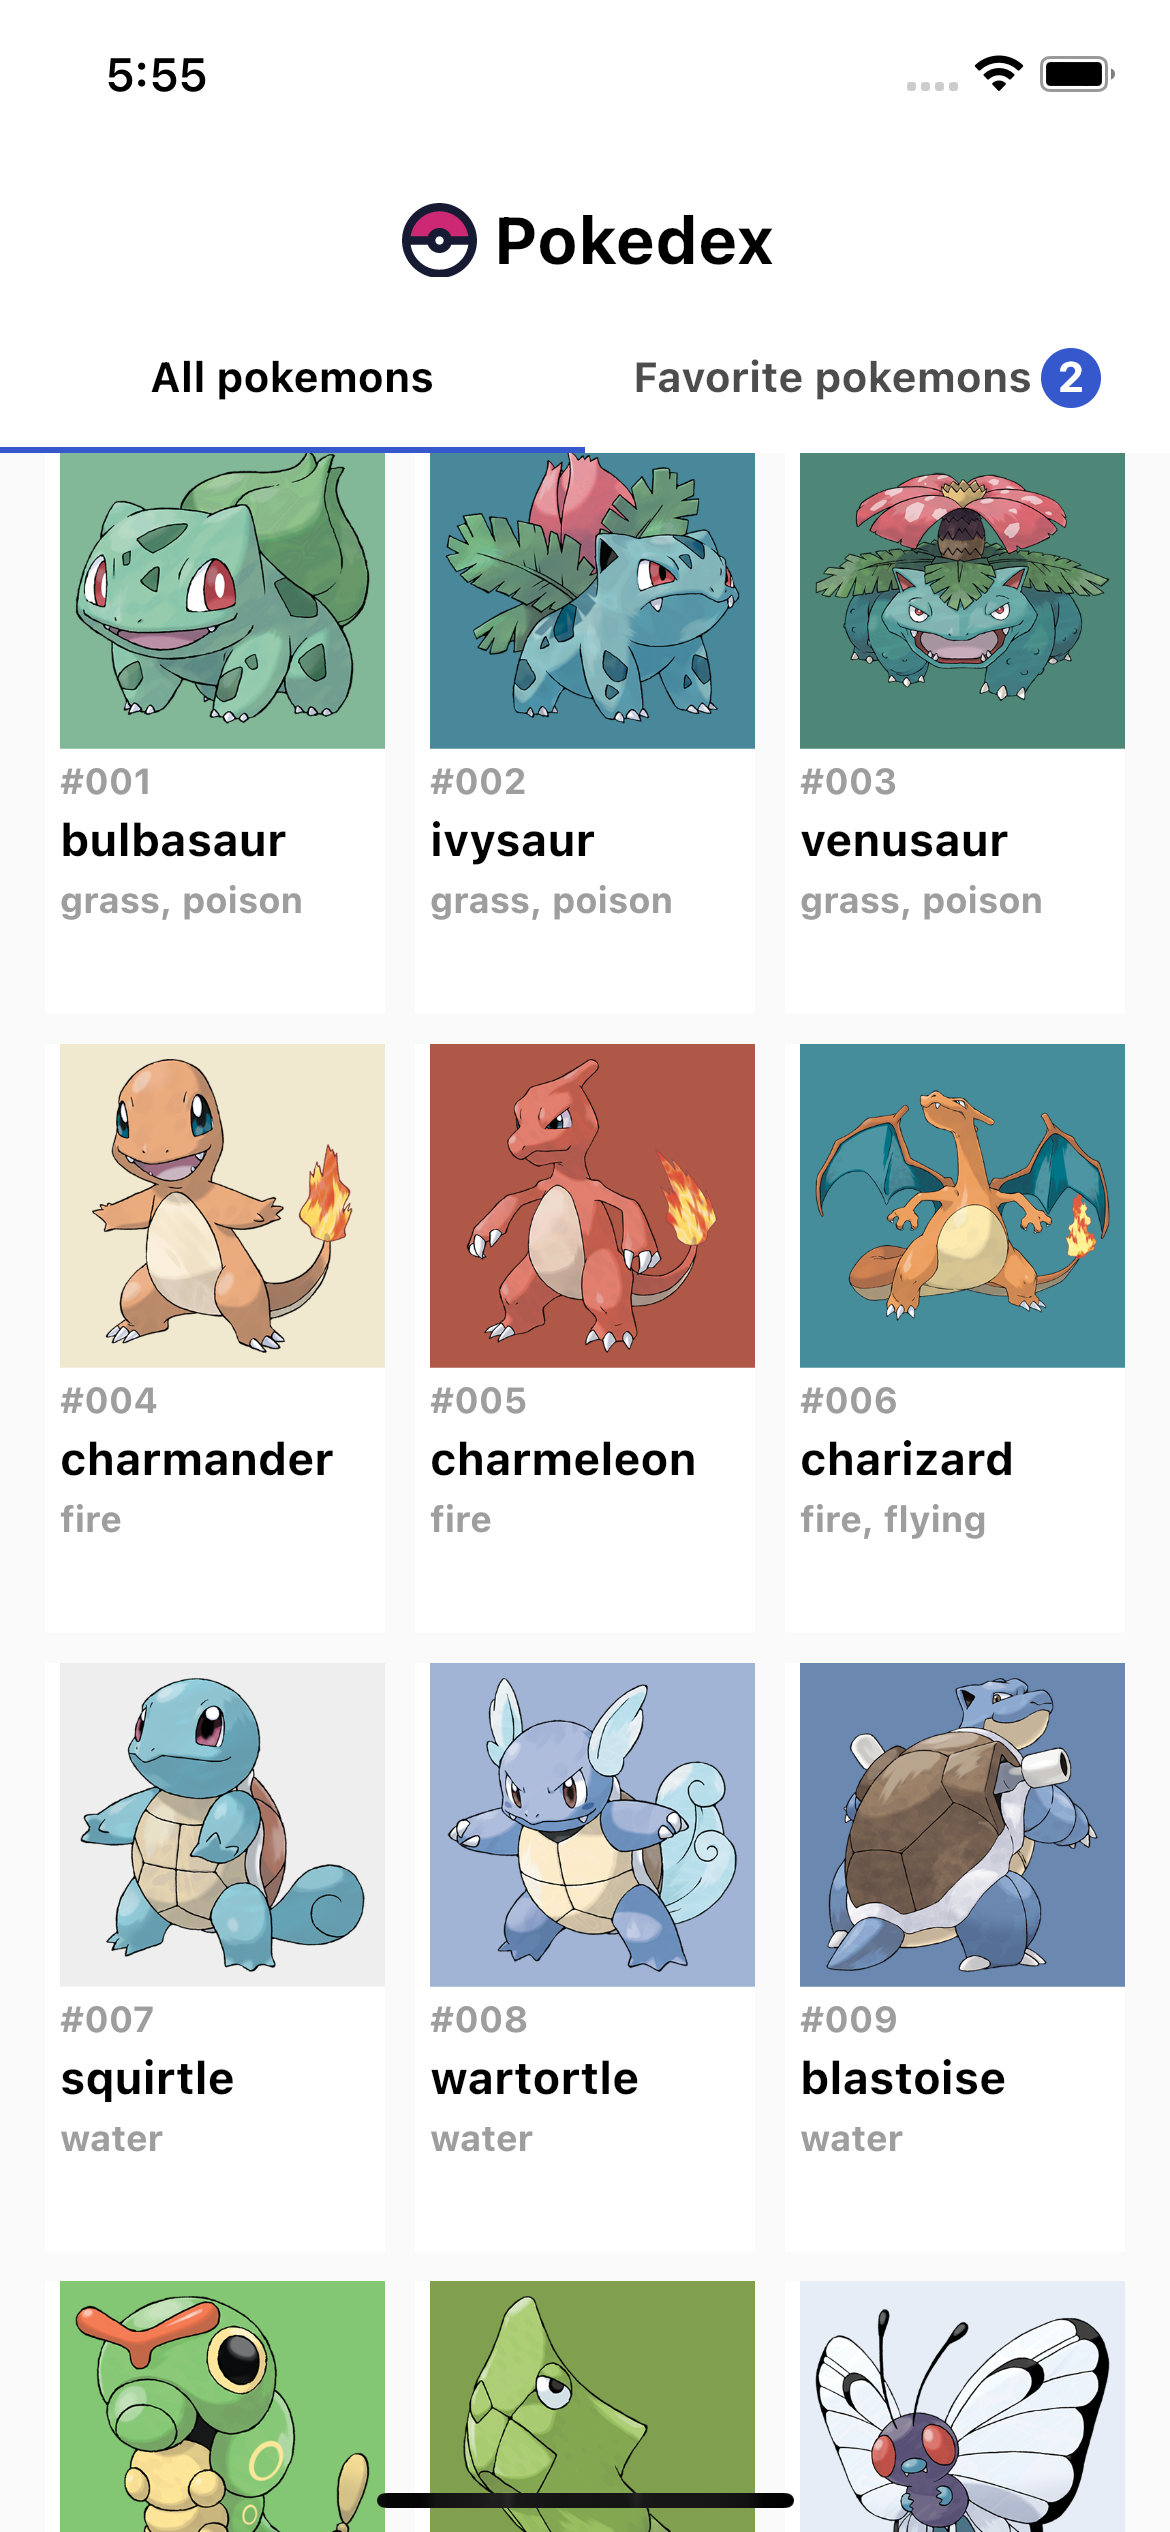 5:55
Pokedex
All pokemons
Favorite pokemons 2
#001
bulbasaur
grass, poison
#002
ivysaur
grass, poison
#003
venusaur
grass, poison
#004
charmander
fire
#005
charmeleon
fire
#006
charizard
fire, flying
#007
squirtle
water
#008
wartortle
water
#009
blastoise
water